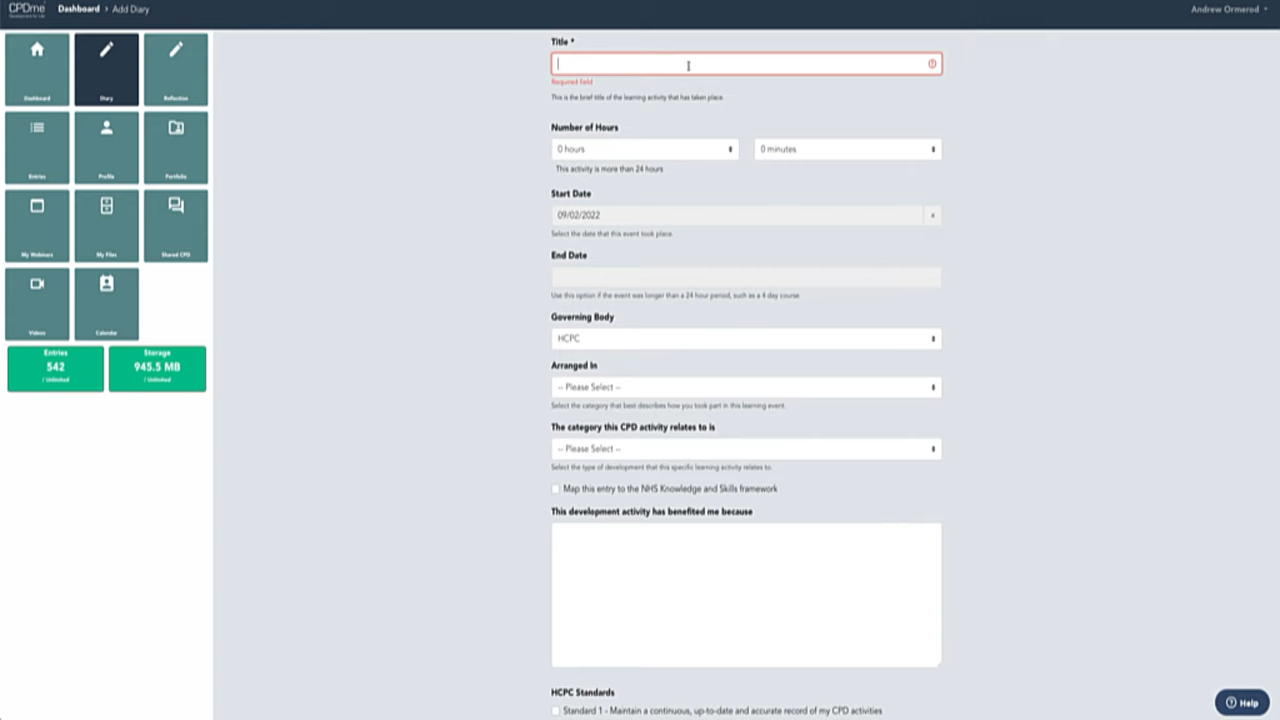 CPDme
Development for Life
Dashboard › Add Diary
Andrew Ormerod
Dashboard
Diary
Reflection
Entries
Profile
Portfolio
My Webinars
My Files
Shared CPD
Videos
Calendar
Entries
542
/ Unlimited
Storage
945.5 MB
/ Unlimited
Title *
Required field
This is the brief title of the learning activity that has taken place.
Number of Hours
0 hours
0 minutes
This activity is more than 24 hours
Start Date
09/02/2022
Select the date that this event took place.
End Date
Use this option if the event was longer than a 24 hour period, such as a 4 day course
Governing Body
HCPC
Arranged In
-- Please Select --
Select the category that best describes how you took part in this learning event.
The category this CPD activity relates to is
-- Please Select --
Select the type of development that this specific learning activity relates to.
Map this entry to the NHS Knowledge and Skills framework
This development activity has benefited me because
HCPC Standards
Standard 1 - Maintain a continuous, up-to-date and accurate record of my CPD activities
Help